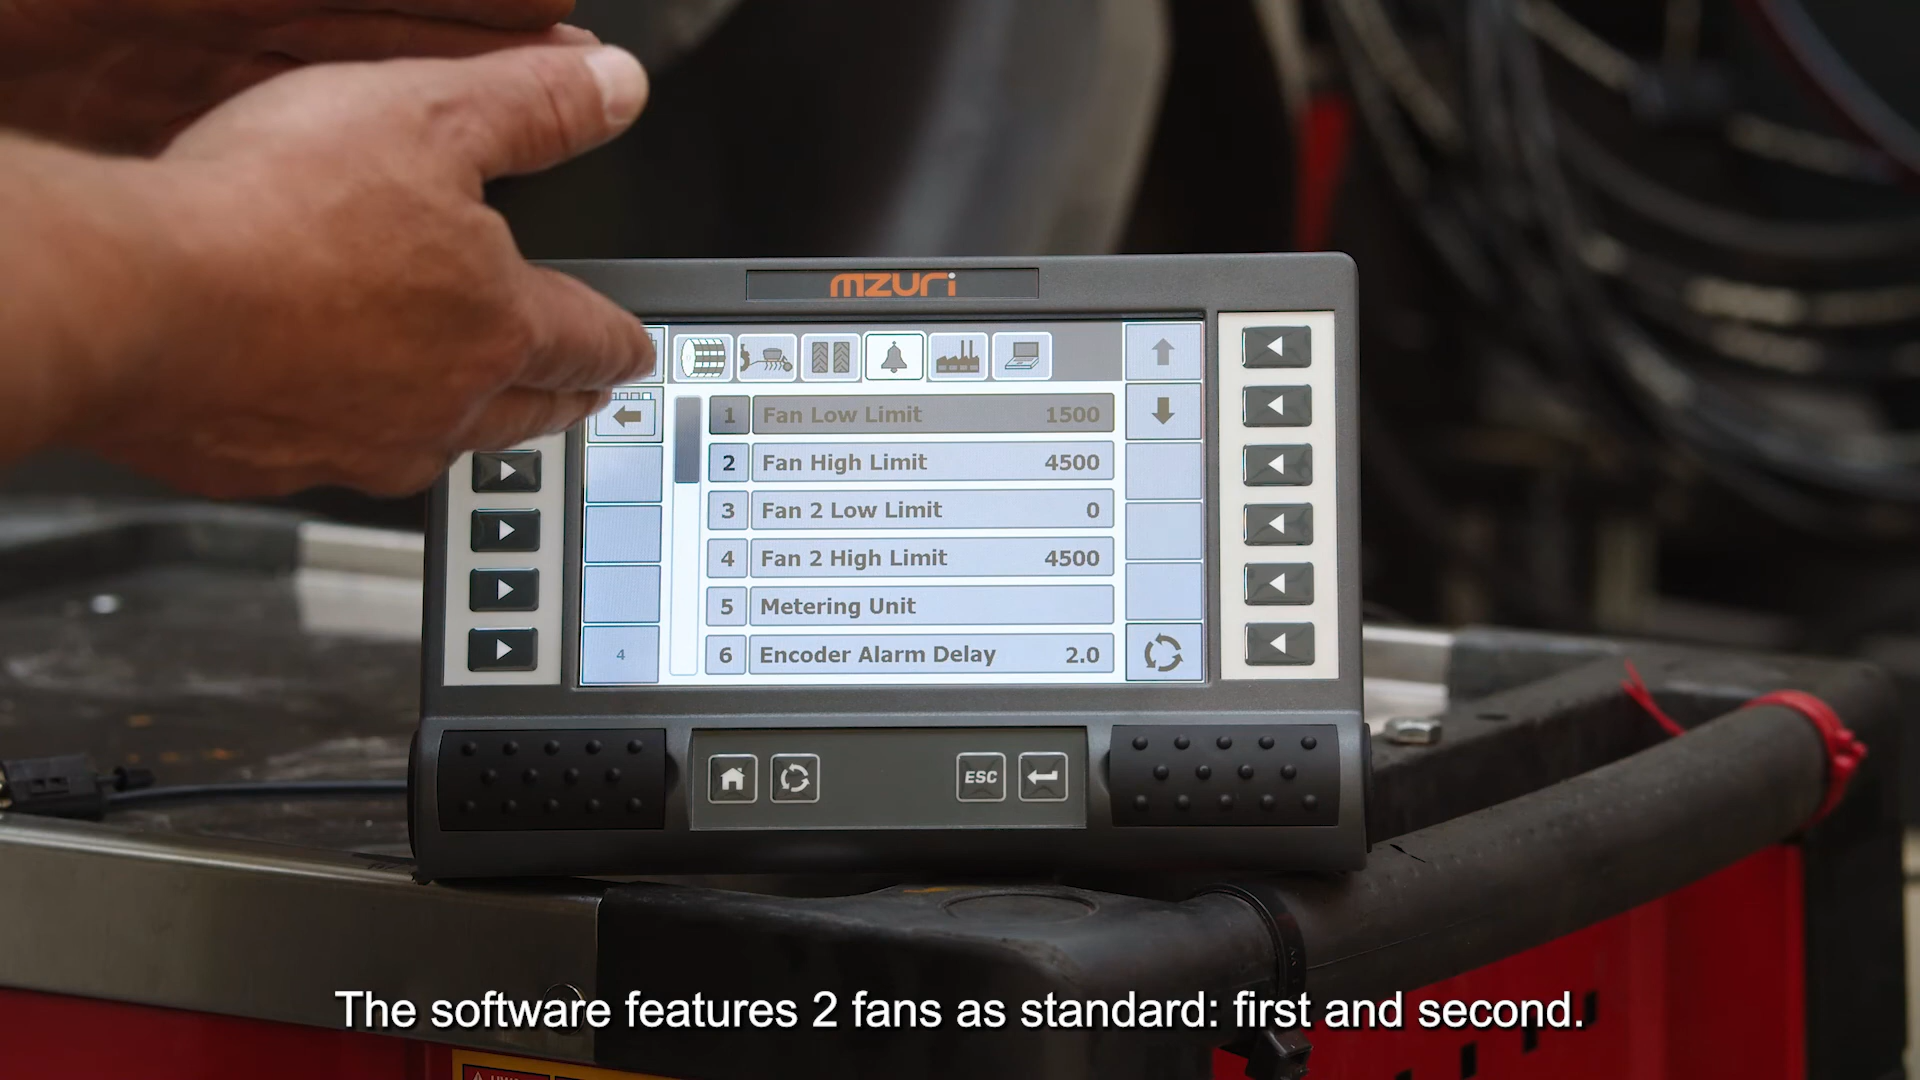 mzuri
1 Fan Low Limit 1500
2 Fan High Limit 4500
3 Fan 2 Low Limit 0
4 Fan 2 High Limit 4500
5 Metering Unit
6 Encoder Alarm Delay 2.0
4
ESC
The software features 2 fans as standard: first and second.